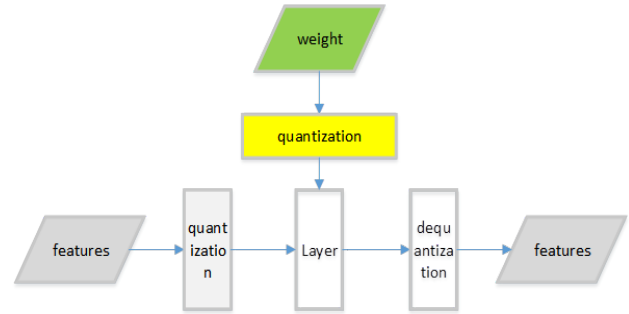 weight
quantization
features
quant
izatio
n
Layer
dequ
antiza
tion
features